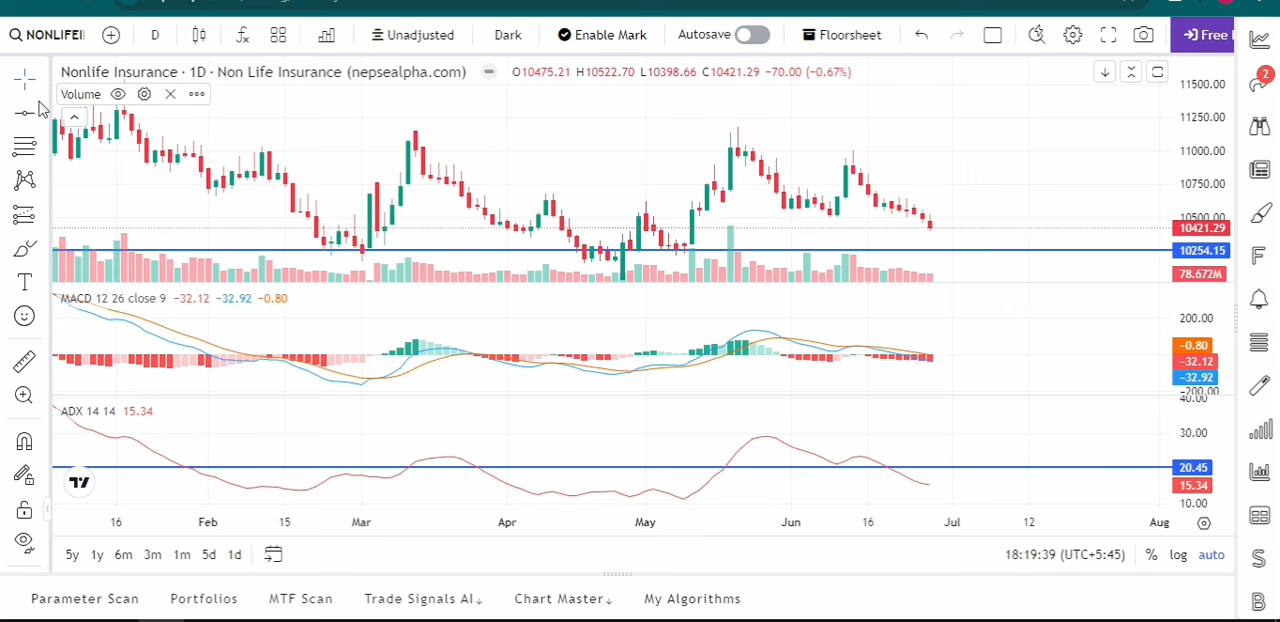 NONLIFEII D Unadjusted Dark Enable Mark Autosave Floorsheet Free
Nonlife Insurance · 1D · Non Life Insurance (nepsealpha.com) O10475.21 H10522.70 L10398.66 C10421.29 −70.00 (−0.67%)
Volume
11500.00
11250.00
11000.00
10750.00
10500.00
10421.29
10254.15
78.672M
MACD 12 26 close 9 −32.12 −32.92 −0.80
200.00
−0.80
−32.12
−32.92
−200.00
ADX 14 14 15.34
40.00
30.00
20.45
15.34
10.00
16 Feb 15 Mar Apr May Jun 16 Jul 12 Aug
5y 1y 6m 3m 1m 5d 1d 18:19:39 (UTC+5:45) % log auto
Parameter Scan Portfolios MTF Scan Trade Signals AI Chart Master My Algorithms
2
F
S
B